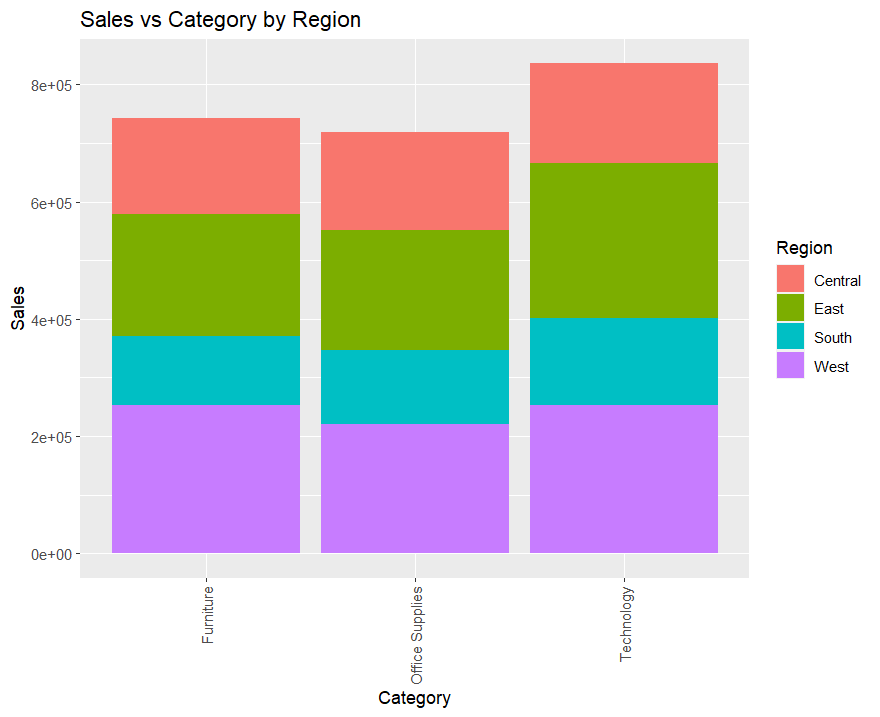 Sales vs Category by Region
8e+05
6e+05
4e+05
2e+05
0e+00
Sales
Furniture
Office Supplies
Technology
Category
Region
Central
East
South
West